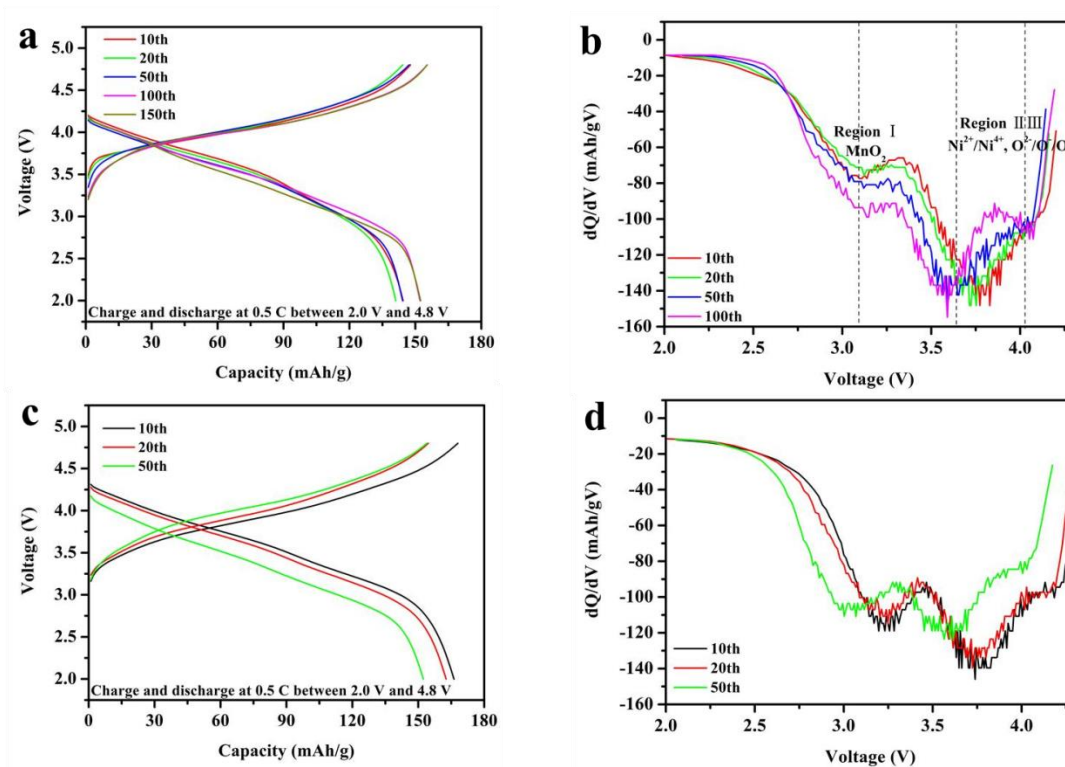 a
10th
20th
50th
100th
150th
5.0
4.5
4.0
3.5
3.0
2.5
2.0
Voltage (V)
Charge and discharge at 0.5 C between 2.0 V and 4.8 V
0 30 60 90 120 150 180
Capacity (mAh/g)
b
0
-20
-40
-60
-80
-100
-120
-140
-160
dQ/dV (mAh/gV)
Region Ⅰ
MnO2
Region ⅡⅢ
Ni2+/Ni4+, O2-/O-/O
10th
20th
50th
100th
2.0 2.5 3.0 3.5 4.0
Voltage (V)
c
10th
20th
50th
5.0
4.5
4.0
3.5
3.0
2.5
2.0
Voltage (V)
Charge and discharge at 0.5 C between 2.0 V and 4.8 V
0 30 60 90 120 150 180
Capacity (mAh/g)
d
0
-20
-40
-60
-80
-100
-120
-140
-160
dQ/dV (mAh/gV)
10th
20th
50th
2.0 2.5 3.0 3.5 4.0
Voltage (V)